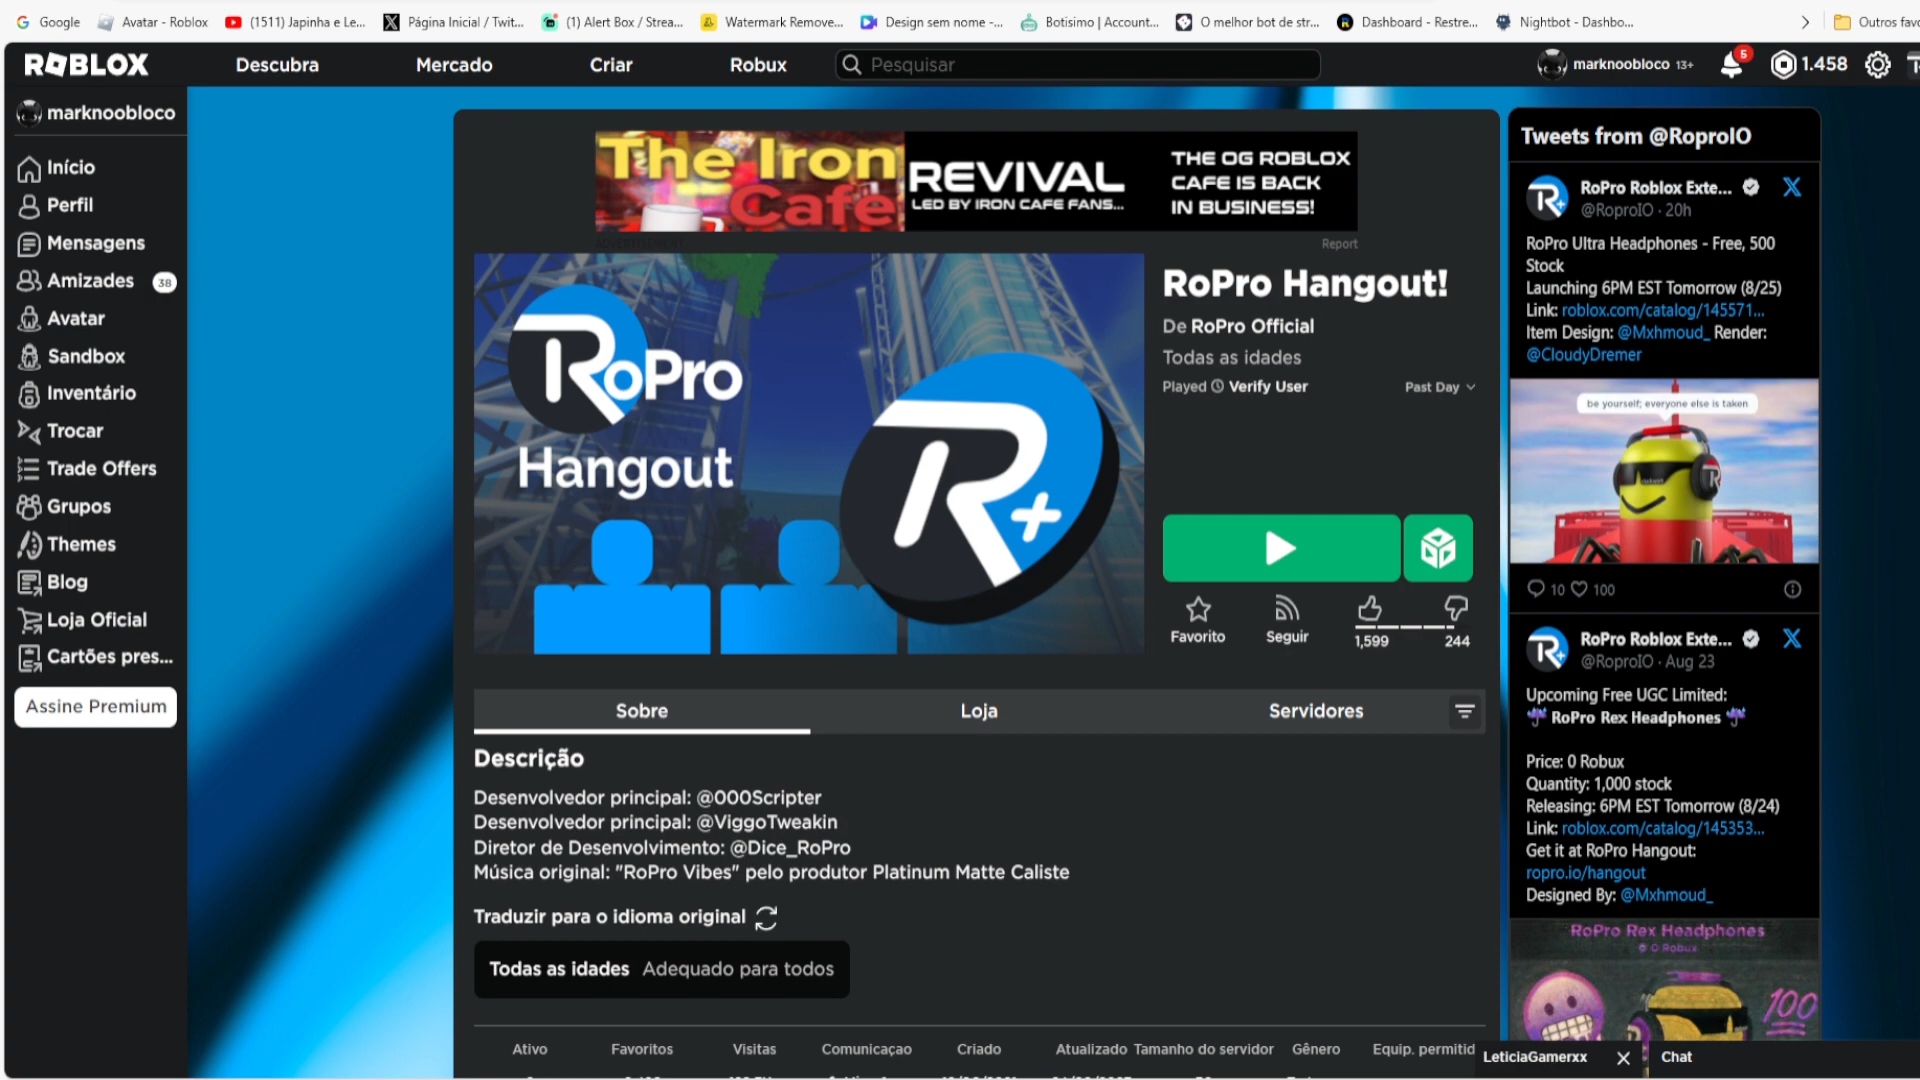 Google
Avatar - Roblox
(1511) Japinha e Le...
Página Inicial / Twit...
(1) Alert Box / Strea...
Watermark Remove...
Design sem nome -...
Botisimo | Account...
O melhor bot de str...
Dashboard - Restre...
Nightbot - Dashbo...
Outros favo
ROBLOX
Descubra
Mercado
Criar
Robux
Pesquisar
marknoobloco 13+
5
1.458
marknoobloco
Início
Perfil
Mensagens
Amizades 38
Avatar
Sandbox
Inventário
Trocar
Trade Offers
Grupos
Themes
Blog
Loja Oficial
Cartões pres...
Assine Premium
The Iron
Cafe
REVIVAL
LED BY IRON CAFE FANS...
THE OG ROBLOX
CAFE IS BACK
IN BUSINESS!
ADVERTISEMENT
Report
RoPro
Hangout
R+
RoPro Hangout!
De RoPro Official
Todas as idades
Played Verify User
Past Day
Favorito
Seguir
1,599
244
Sobre
Loja
Servidores
Descrição
Desenvolvedor principal: @000Scripter
Desenvolvedor principal: @ViggoTweakin
Diretor de Desenvolvimento: @Dice_RoPro
Música original: "RoPro Vibes" pelo produtor Platinum Matte Caliste
Traduzir para o idioma original
Todas as idades Adequado para todos
Ativo
Favoritos
Visitas
Comunicaçao
Criado
Atualizado
Tamanho do servidor
Gênero
Equip. permitid
Tweets from @RoproIO
RoPro Roblox Exte...
@RoproIO · 20h
RoPro Ultra Headphones - Free, 500
Stock
Launching 6PM EST Tomorrow (8/25)
Link: roblox.com/catalog/145571...
Item Design: @Mxhmoud_ Render:
@CloudyDremer
be yourself; everyone else is taken
10
100
RoPro Roblox Exte...
@RoproIO · Aug 23
Upcoming Free UGC Limited:
☔ RoPro Rex Headphones ☔
Price: 0 Robux
Quantity: 1,000 stock
Releasing: 6PM EST Tomorrow (8/24)
Link: roblox.com/catalog/145353...
Get it at RoPro Hangout:
ropro.io/hangout
Designed By: @Mxhmoud_
RoPro Rex Headphones
0 Robux
100
LeticiaGamerxx
Chat